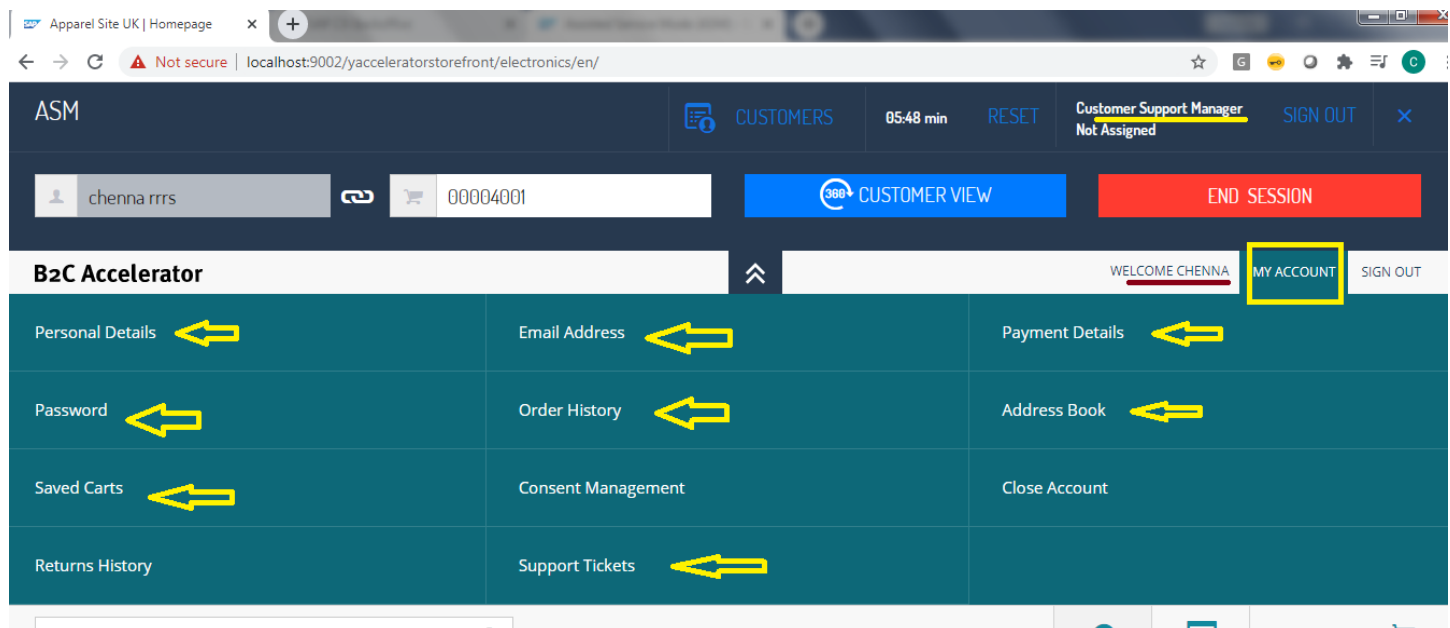 SAP Apparel Site UK | Homepage
Not secure | localhost:9002/yacceleratorstorefront/electronics/en/
G C
ASM CUSTOMERS 05:48 min RESET Customer Support Manager SIGN OUT
Not Assigned
chenna rrrs 00004001 360 CUSTOMER VIEW END SESSION
B2C Accelerator WELCOME CHENNA MY ACCOUNT SIGN OUT
Personal Details Email Address Payment Details
Password Order History Address Book
Saved Carts Consent Management Close Account
Returns History Support Tickets